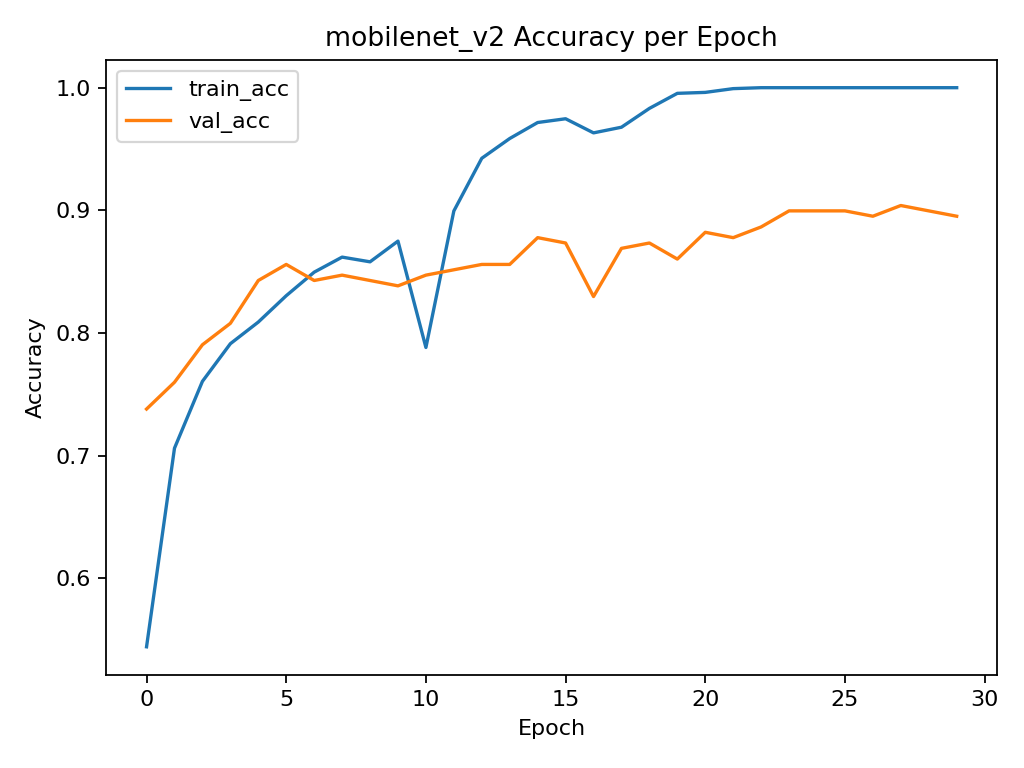 mobilenet_v2 Accuracy per Epoch
train_acc
val_acc
1.0
0.9
0.8
0.7
0.6
Accuracy
0 5 10 15 20 25 30
Epoch